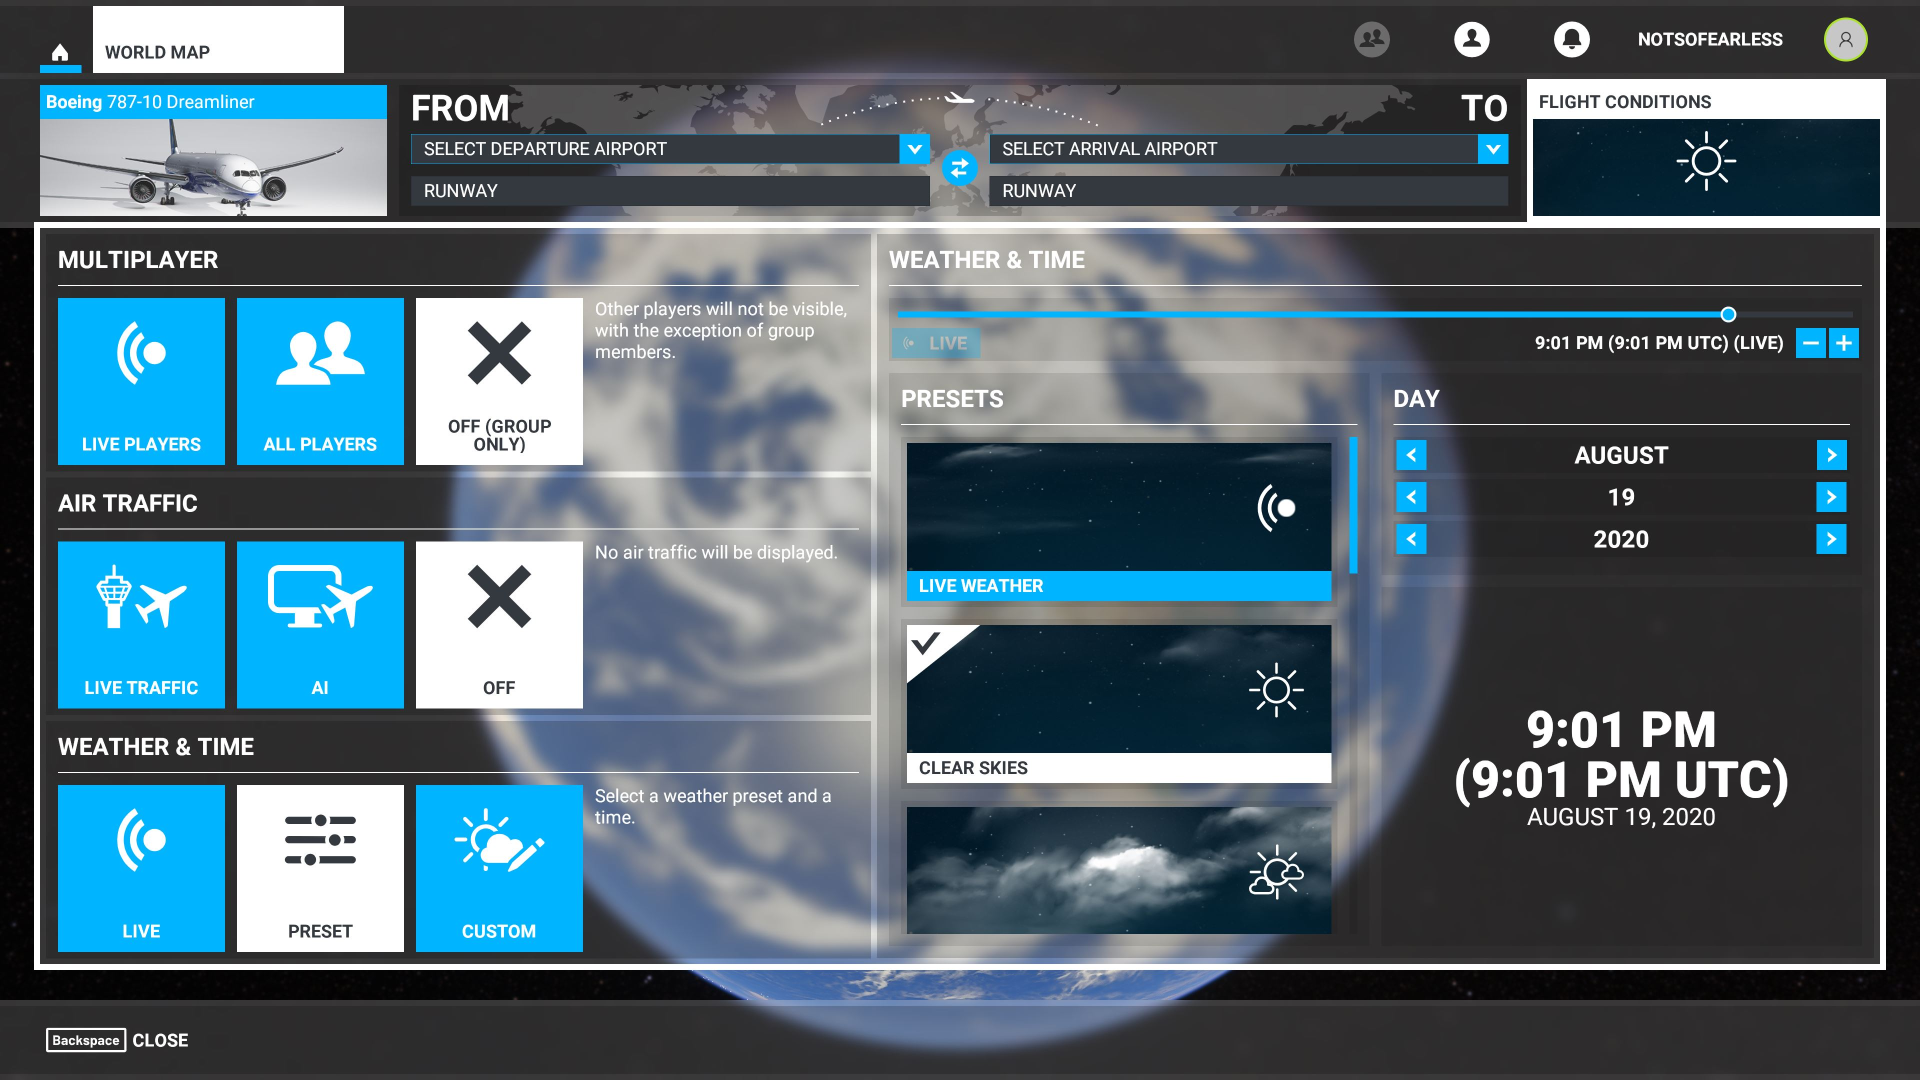 WORLD MAP
NOTSOFEARLESS
Boeing 787-10 Dreamliner
FROM
TO
SELECT DEPARTURE AIRPORT
SELECT ARRIVAL AIRPORT
RUNWAY
RUNWAY
FLIGHT CONDITIONS
MULTIPLAYER
LIVE PLAYERS
ALL PLAYERS
OFF (GROUP
ONLY)
Other players will not be visible,
with the exception of group
members.
AIR TRAFFIC
LIVE TRAFFIC
AI
OFF
No air traffic will be displayed.
WEATHER & TIME
LIVE
PRESET
CUSTOM
Select a weather preset and a
time.
WEATHER & TIME
LIVE
9:01 PM (9:01 PM UTC) (LIVE)
PRESETS
LIVE WEATHER
CLEAR SKIES
DAY
AUGUST
19
2020
9:01 PM
(9:01 PM UTC)
AUGUST 19, 2020
Backspace CLOSE